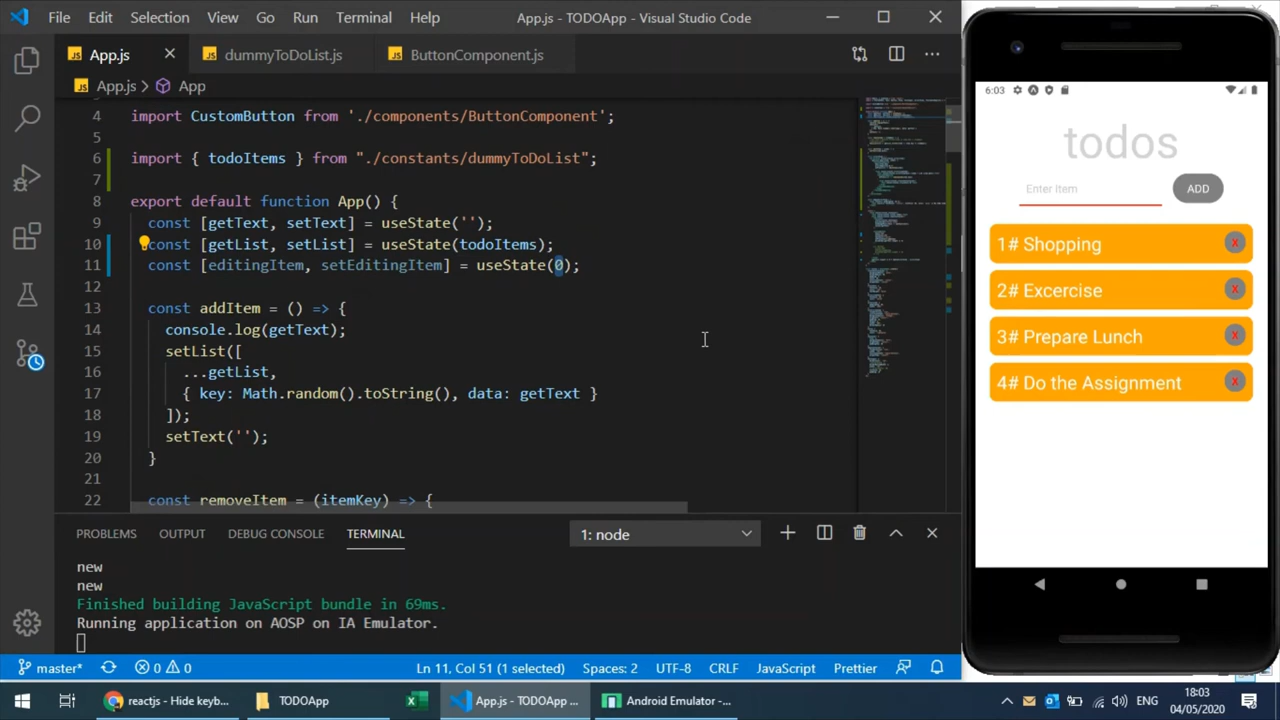 File Edit Selection View Go Run Terminal Help App.js - TODOApp - Visual Studio Code
JS App.js JS dummyToDoList.js JS ButtonComponent.js
JS App.js > App
4 import CustomButton from './components/ButtonComponent';
5
6 import { todoItems } from "./constants/dummyToDoList";
7
8 export default function App() {
9 const [getText, setText] = useState('');
10 const [getList, setList] = useState(todoItems);
11 const [editingItem, setEditingItem] = useState(0);
12
13 const addItem = () => {
14 console.log(getText);
15 setList([
16 ...getList,
17 { key: Math.random().toString(), data: getText }
18 ]);
19 setText('');
20 }
21
22 const removeItem = (itemKey) => {
PROBLEMS OUTPUT DEBUG CONSOLE TERMINAL 1: node
new
new
Finished building JavaScript bundle in 69ms.
Running application on AOSP on IA Emulator.
master* 0 0 Ln 11, Col 51 (1 selected) Spaces: 2 UTF-8 CRLF JavaScript Prettier
reactjs - Hide keyb... TODOApp App.js - TODOApp ... Android Emulator -... ENG 18:03
04/05/2020
6:03
todos
Enter Item ADD
1# Shopping x
2# Excercise x
3# Prepare Lunch x
4# Do the Assignment x